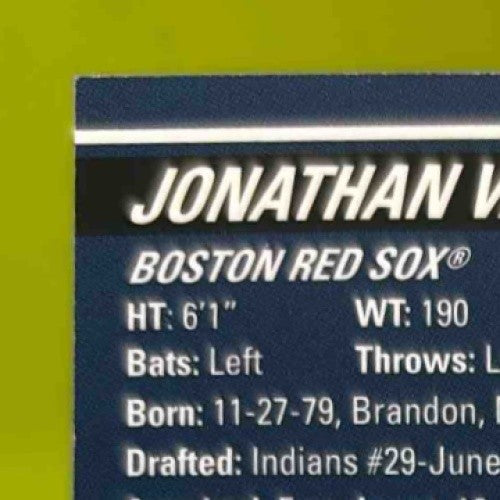 JONATHAN
BOSTON RED SOX®
HT: 6'1" WT: 190
Bats: Left Throws: L
Born: 11-27-79, Brandon,
Drafted: Indians #29-June